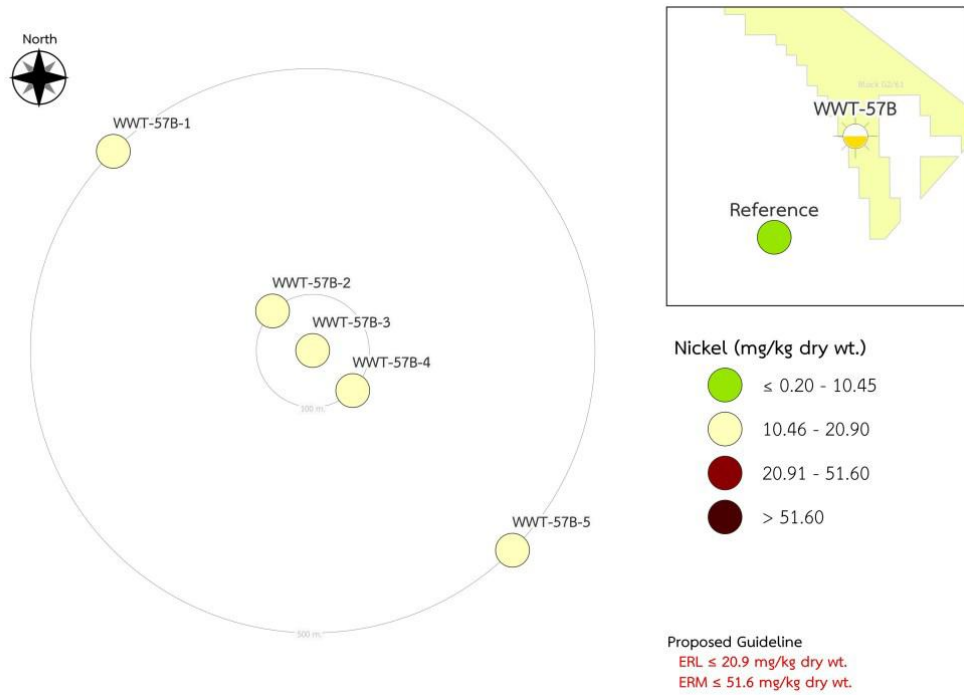 North
WWT-57B-1
WWT-57B-2
WWT-57B-3
WWT-57B-4
100 m.
WWT-57B-5
500 m.
WWT-57B
Reference
Nickel (mg/kg dry wt.)
≤ 0.20 - 10.45
10.46 - 20.90
20.91 - 51.60
> 51.60
Proposed Guideline
ERL ≤ 20.9 mg/kg dry wt.
ERM ≤ 51.6 mg/kg dry wt.